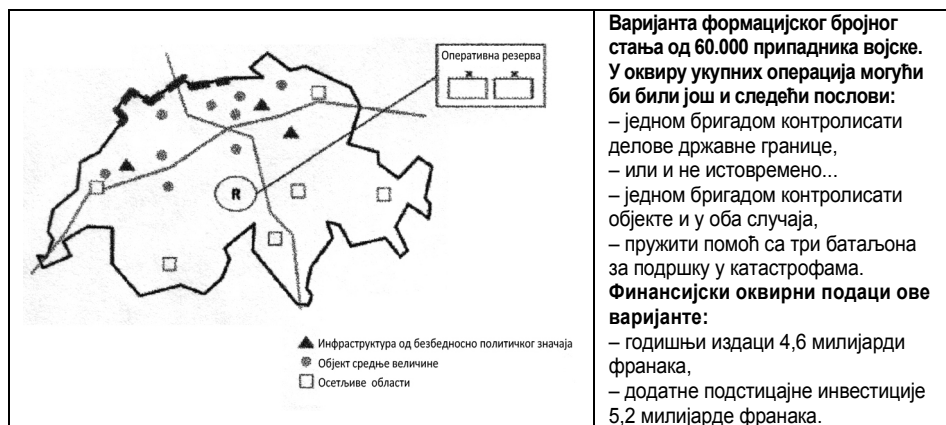 Оперативна резерва
R
Инфраструктура од безбедносно политичког значаја
Објект средње величине
Осетљиве области
Варијанта формацијског бројног
стања од 60.000 припадника војске.
У оквиру укупних операција могући
би били још и следећи послови:
– једном бригадом контролисати
делове државне границе,
– или и не истовремено...
– једном бригадом контролисати
објекте и у оба случаја,
– пружити помоћ са три батаљона
за подршку у катастрофама.
Финансијски оквирни подаци ове
варијанте:
– годишњи издаци 4,6 милијарди
франака,
– додатне подстицајне инвестиције
5,2 милијарде франака.